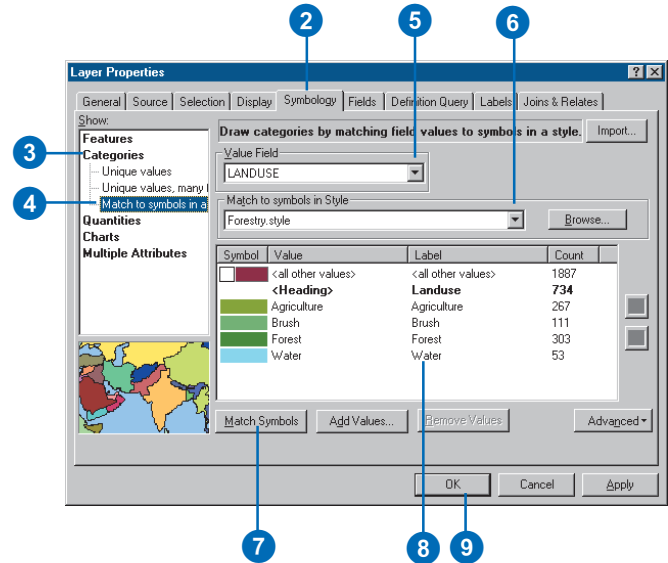 2
5
6
Layer Properties
General Source Selection Display Symbology Fields Definition Query Labels Joins & Relates
Show:
Features
Categories
Unique values
Unique values, many
Match to symbols in a
Quantities
Charts
Multiple Attributes
3
4
Draw categories by matching field values to symbols in a style.
Import...
Value Field
LANDUSE
Match to symbols in Style
Forestry.style
Browse...
Symbol Value Label Count
<all other values> <all other values> 1887
<Heading> Landuse 734
Agriculture Agriculture 267
Brush Brush 111
Forest Forest 303
Water Water 53
Match Symbols Add Values... Remove Values Advanced
OK Cancel Apply
7
8
9